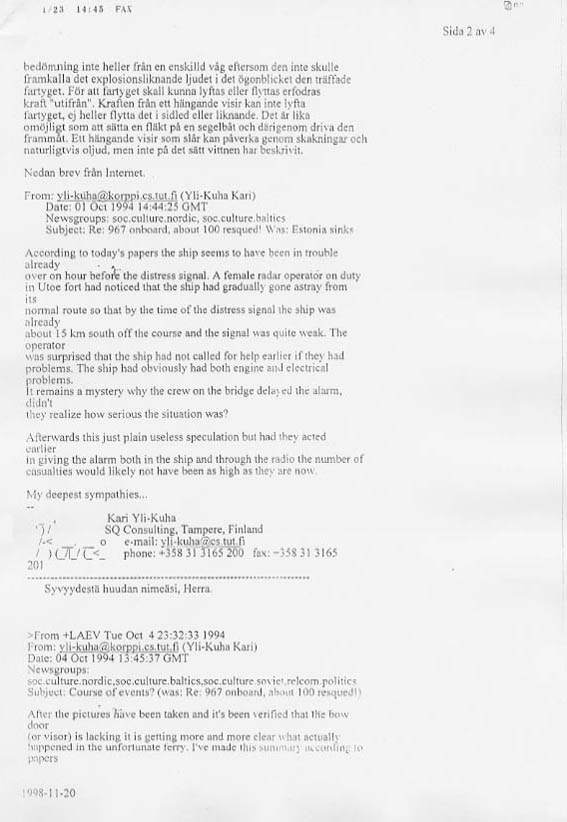 1/23 14:45 FAX
Sida 2 av 4
bedömning inte heller från en enskilld våg eftersom den inte skulle
framkalla det explosionsliknande ljudet i det ögonblicket den träffade
fartyget. För att fartyget skall kunna lyftas eller flyttas erfodras
kraft "utifrån". Kraften från ett hängande visir kan inte lyfta
fartyget, ej heller flytta det i sidled eller liknande. Det är lika
omöjligt som att sätta en fläkt på en segelbåt och därigenom driva den
frammåt. Ett hängande visir som slår kan påverka genom skakningar och
naturligtvis oljud, men inte på det sätt vittnen har beskrivit.
Nedan brev från Internet.
From: yli-kuha@korppi.cs.tut.fi (Yli-Kuha Kari)
Date: 01 Oct 1994 14:44:25 GMT
Newsgroups: soc.culture.nordic, soc.culture.baltics
Subject: Re: 967 onboard, about 100 resqued! Was: Estonia sinks
According to today's papers the ship seems to have been in trouble
already
over on hour before the distress signal. A female radar operator on duty
in Utoe fort had noticed that the ship had gradually gone astray from
its
normal route so that by the time of the distress signal the ship was
already
about 15 km south off the course and the signal was quite weak. The
operator
was surprised that the ship had not called for help earlier if they had
problems. The ship had obviously had both engine and electrical
problems.
It remains a mystery why the crew on the bridge delayed the alarm,
didn't
they realize how serious the situation was?
Afterwards this just plain useless speculation but had they acted
earlier
in giving the alarm both in the ship and through the radio the number of
casualties would likely not have been as high as they are now.
My deepest sympathies...
--
Kari Yli-Kuha
SQ Consulting, Tampere, Finland
e-mail: yli-kuha@cs.tut.fi
phone: +358 31 3165 200 fax: -358 31 3165
201
Syvyydestä huudan nimeäsi, Herra.
>From +LAEV Tue Oct 4 23:32:33 1994
From: yli-kuha@korppi.cs.tut.fi (Yli-Kuha Kari)
Date: 04 Oct 1994 13:45:37 GMT
Newsgroups:
soc.culture.nordic,soc.culture.baltics,soc.culture.soviet,relcom.politics
Subject: Course of events? (was: Re: 967 onboard, about 100 resqued!)
After the pictures have been taken and it's been verified that the bow
door
(or visor) is lacking it is getting more and more clear what actually
happened in the unfortunate ferry. I've made this summary according to
papers
1998-11-20